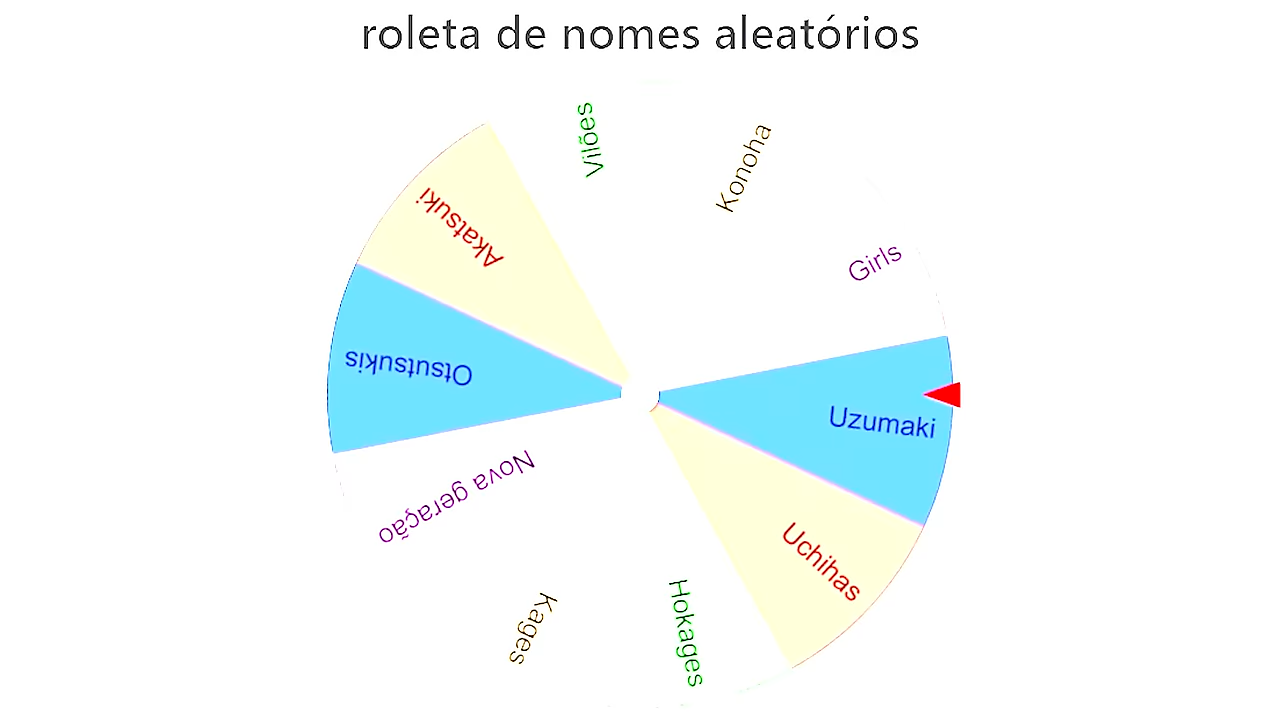 roleta de nomes aleatórios
Vilões
Konoha
Girls
Uzumaki
Uchihas
Hokages
Kages
Nova geração
Otsutsukis
Akatsuki